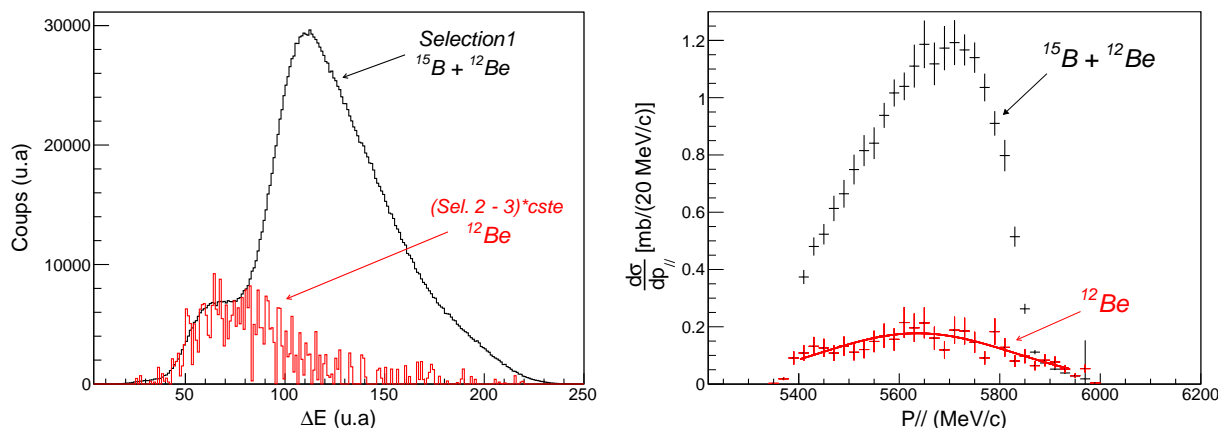 30000
20000
10000
0
Coups (u.a)
Selection1
¹⁵B + ¹²Be
(Sel. 2 - 3)*cste
¹²Be
50 100 150 200 250
ΔE (u.a)
1.2
1
0.8
0.6
0.4
0.2
0
dσ/dp// [mb/(20 MeV/c)]
¹⁵B + ¹²Be
¹²Be
5400 5600 5800 6000 6200
P// (MeV/c)